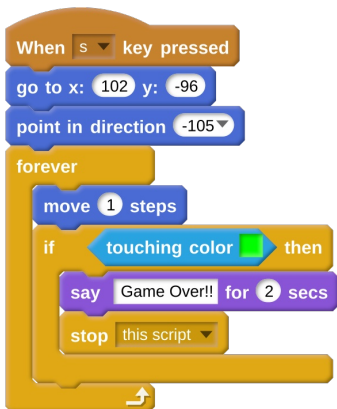 When s key pressed
go to x: 102 y: -96
point in direction -105
forever
move 1 steps
if touching color then
say Game Over!! for 2 secs
stop this script